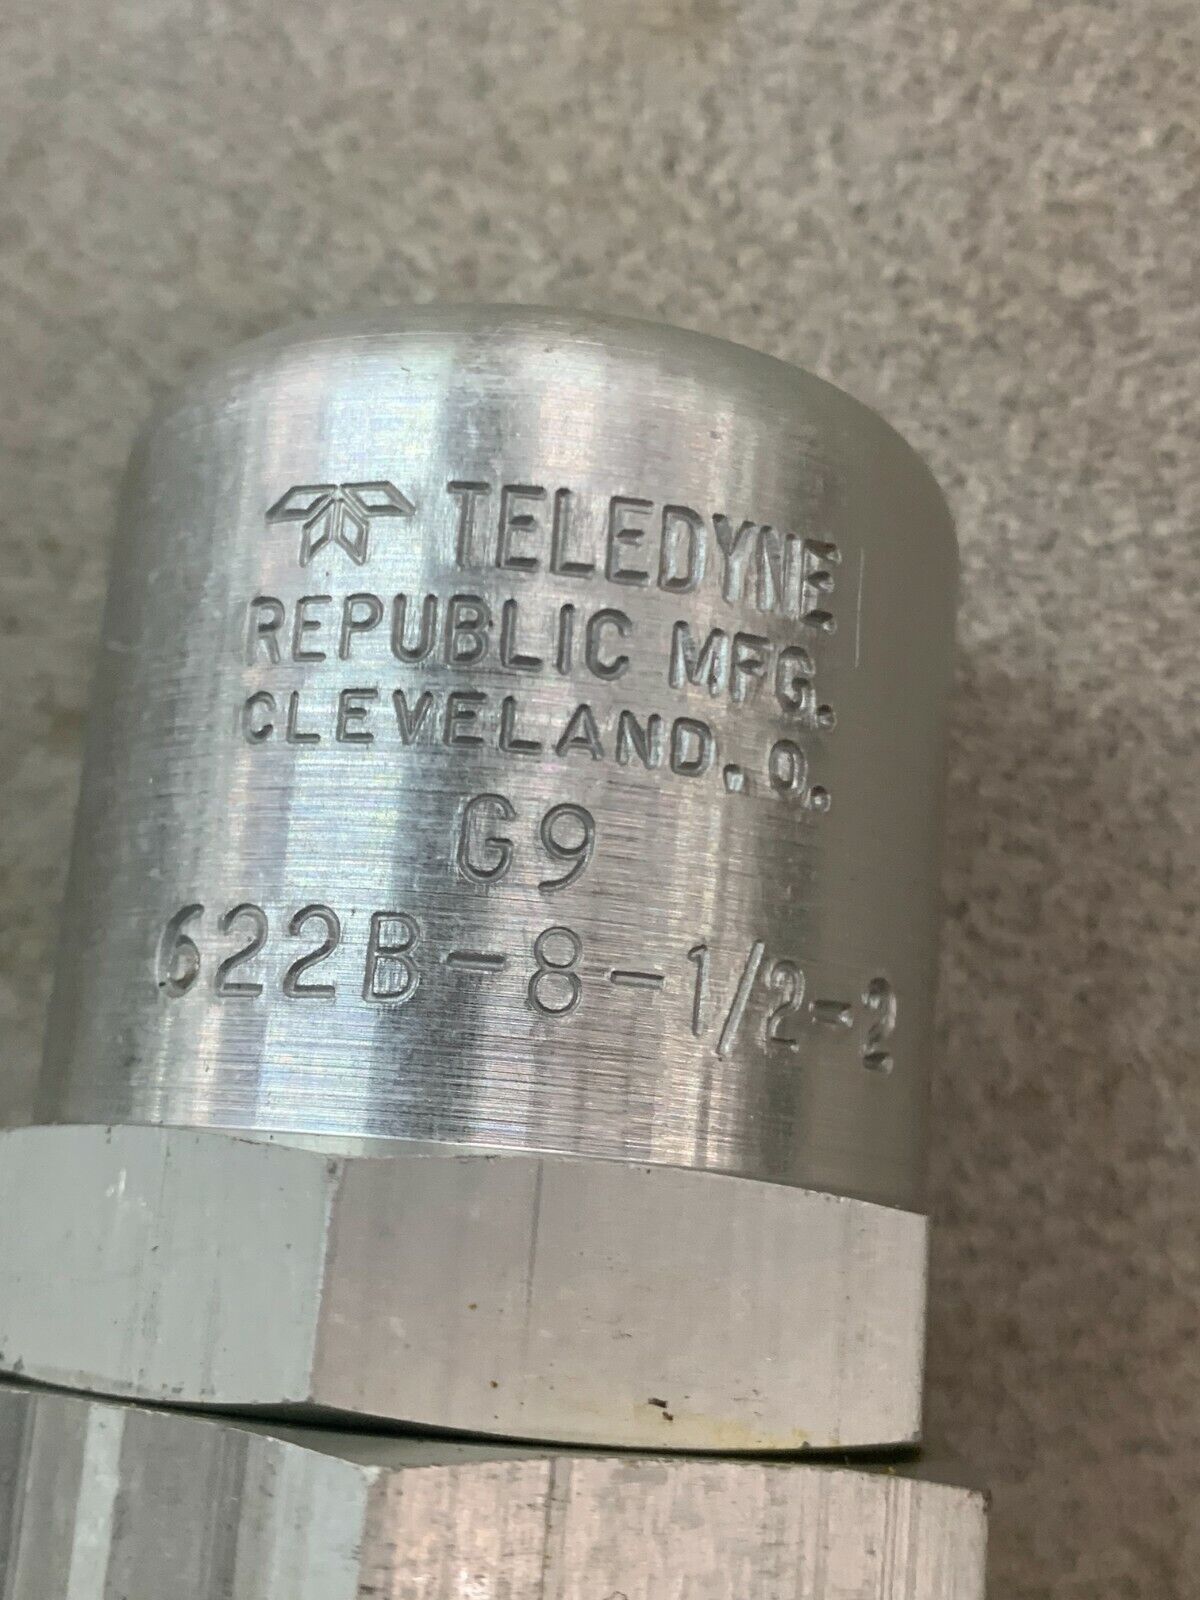 TELEDYNE
REPUBLIC MFG.
CLEVELAND. O.
G9
622B-8-1/2-2